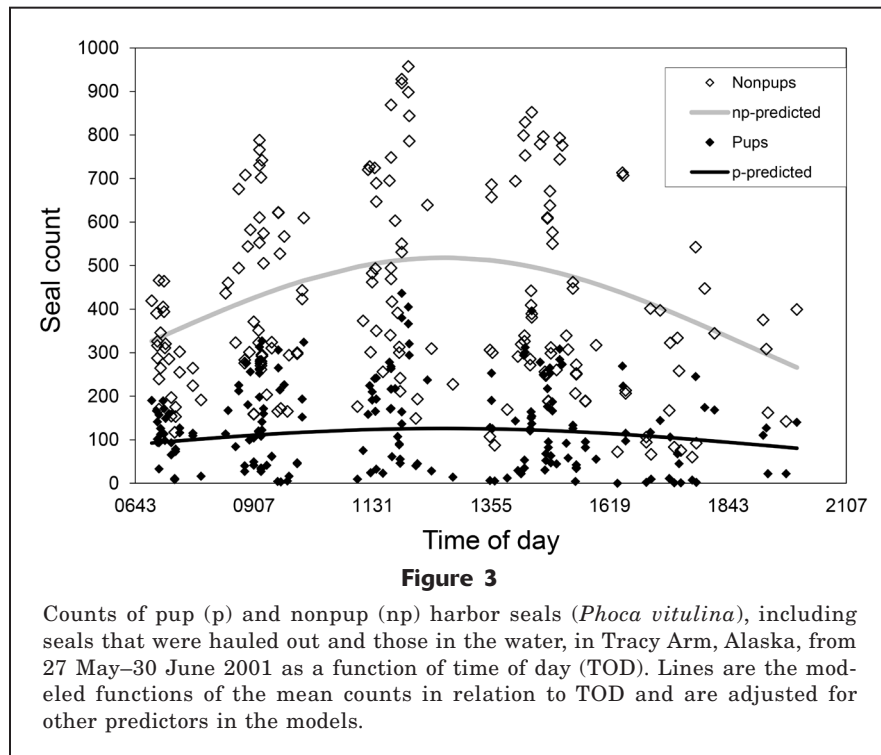 1000
900
800
700
600
500
400
300
200
100
0
Seal count
Nonpups
np-predicted
Pups
p-predicted
0643 0907 1131 1355 1619 1843 2107
Time of day
Figure 3
Counts of pup (p) and nonpup (np) harbor seals (Phoca vitulina), including
seals that were hauled out and those in the water, in Tracy Arm, Alaska, from
27 May–30 June 2001 as a function of time of day (TOD). Lines are the mod-
eled functions of the mean counts in relation to TOD and are adjusted for
other predictors in the models.